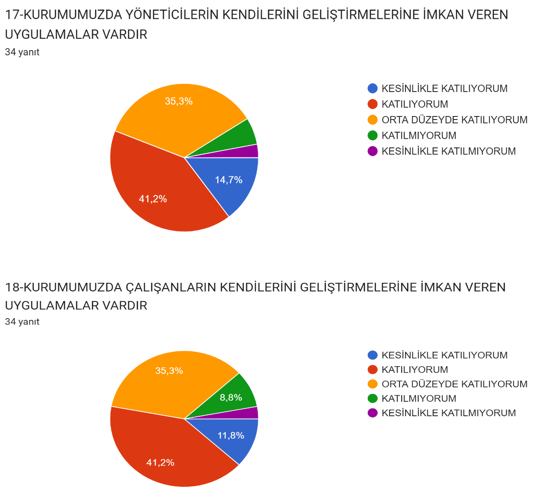 17-KURUMUMUZDA YÖNETİCİLERİN KENDİLERİNİ GELİŞTİRMELERİNE İMKAN VEREN
UYGULAMALAR VARDIR
34 yanıt
KESİNLİKLE KATILIYORUM
KATILIYORUM
ORTA DÜZEYDE KATILIYORUM
KATILMIYORUM
KESİNLİKLE KATILMIYORUM
35,3%
14,7%
41,2%
18-KURUMUMUZDA ÇALIŞANLARIN KENDİLERİNİ GELİŞTİRMELERİNE İMKAN VEREN
UYGULAMALAR VARDIR
34 yanıt
KESİNLİKLE KATILIYORUM
KATILIYORUM
ORTA DÜZEYDE KATILIYORUM
KATILMIYORUM
KESİNLİKLE KATILMIYORUM
35,3%
8,8%
11,8%
41,2%